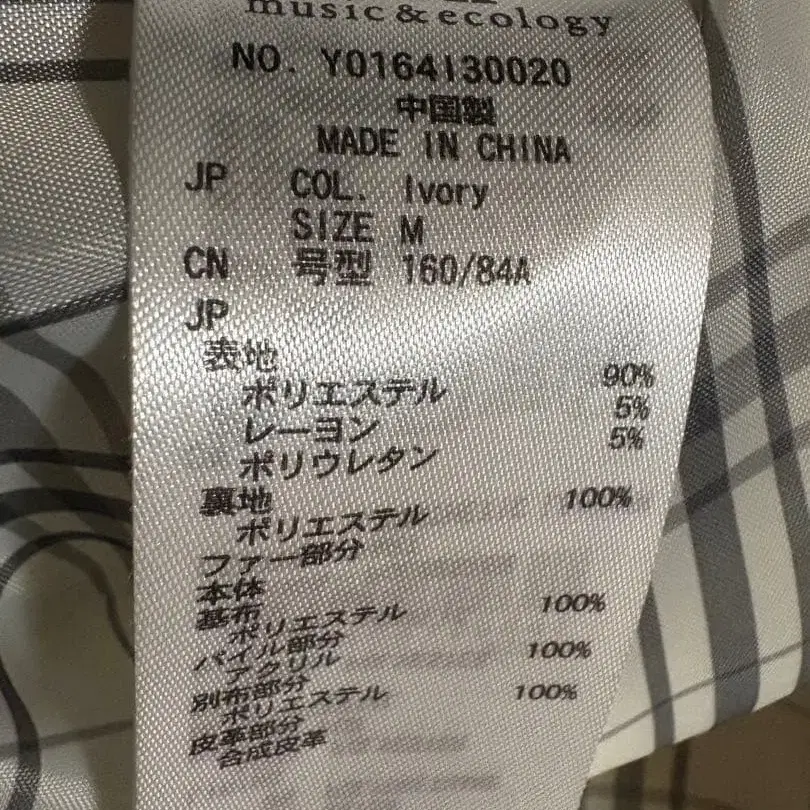 music & ecology
NO. Y0164130020
中国製
MADE IN CHINA
JP COL. Ivory
SIZE M
CN 号型 160/84A
JP
表地
ポリエステル 90%
レーヨン 5%
ポリウレタン 5%
裏地
ポリエステル 100%
ファー部分
本体
基布
ポリエステル 100%
パイル部分
アクリル 100%
別布部分
ポリエステル 100%
皮革部分
合成皮革